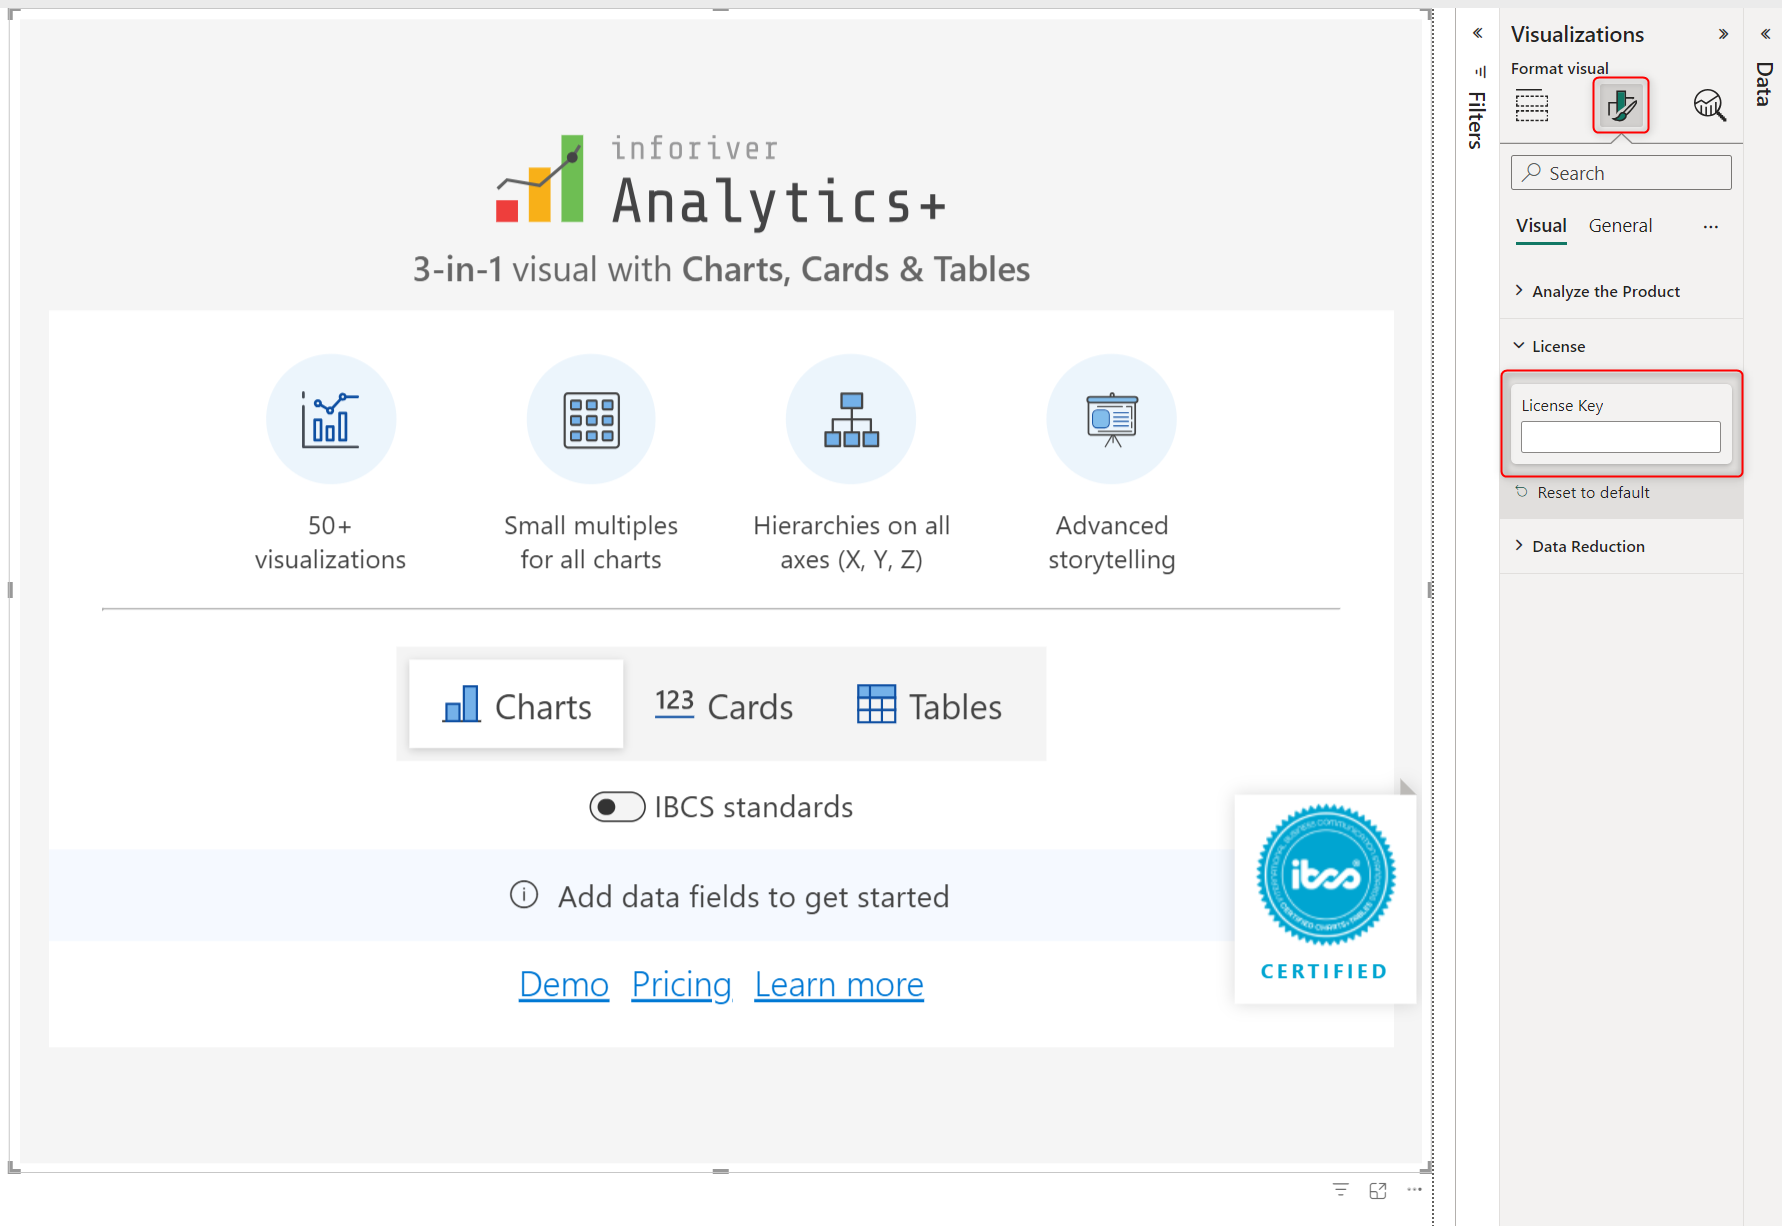 inforiver
Analytics+
3-in-1 visual with Charts, Cards & Tables
50+
visualizations
Small multiples
for all charts
Hierarchies on all
axes (X, Y, Z)
Advanced
storytelling
Charts
123 Cards
Tables
IBCS standards
Add data fields to get started
Demo Pricing Learn more
ibcs
CERTIFIED
Filters
Visualizations
Format visual
Search
Visual General
Analyze the Product
License
License Key
Reset to default
Data Reduction
Data